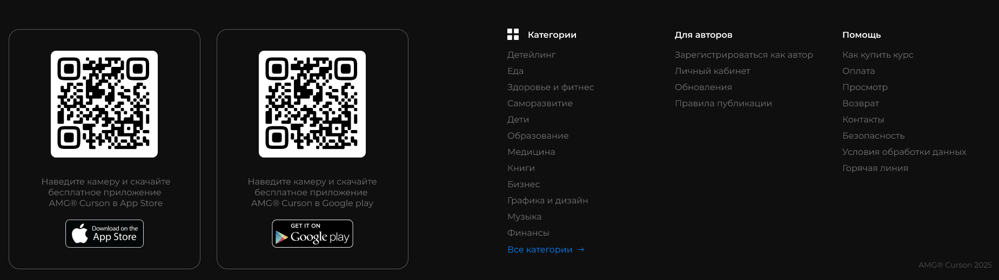 Наведите камеру и скачайте
бесплатное приложение
AMG® Curson в App Store
Download on the
App Store
Наведите камеру и скачайте
бесплатное приложение
AMG® Curson в Google play
GET IT ON
Google play
Категории
Детейлинг
Еда
Здоровье и фитнес
Саморазвитие
Дети
Образование
Медицина
Книги
Бизнес
Графика и дизайн
Музыка
Финансы
Все категории →
Для авторов
Зарегистрироваться как автор
Личный кабинет
Обновления
Правила публикации
Помощь
Как купить курс
Оплата
Просмотр
Возврат
Контакты
Безопасность
Условия обработки данных
Горячая линия
AMG® Curson 2025